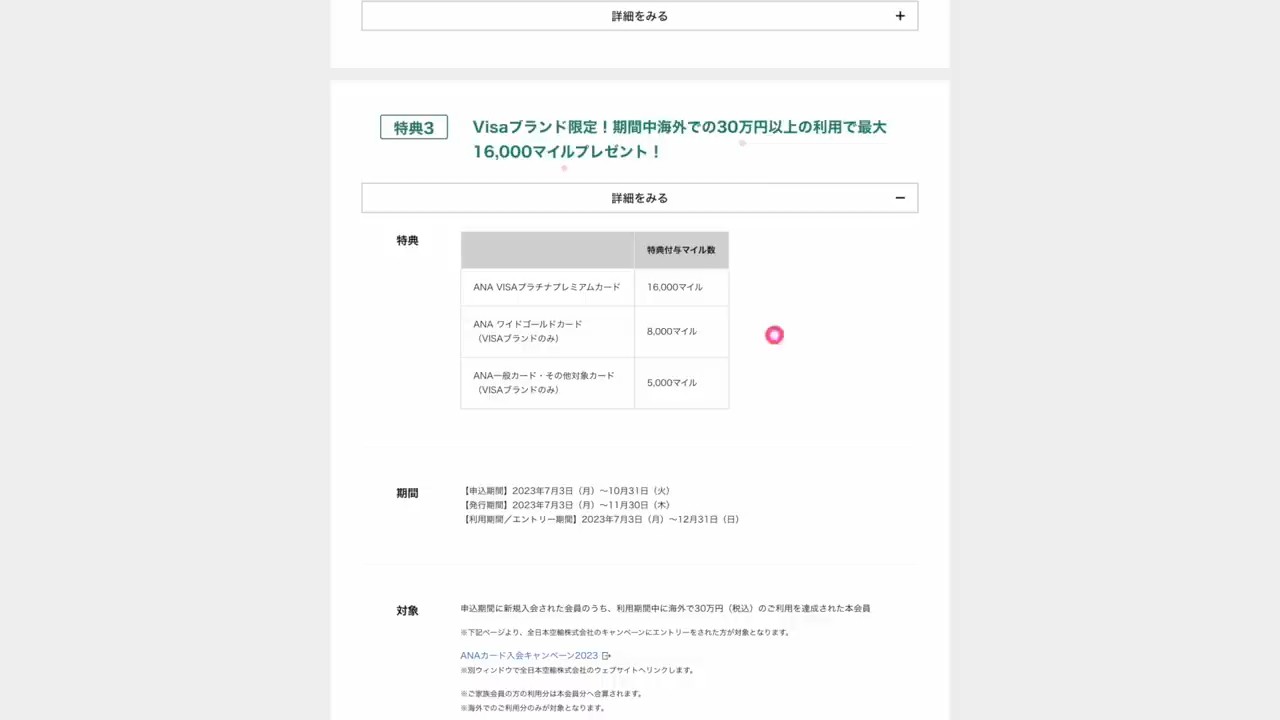 詳細をみる +
特典3
Visaブランド限定！期間中海外での30万円以上の利用で最大
16,000マイルプレゼント！
詳細をみる −
特典
特典付与マイル数
ANA VISAプラチナプレミアムカード 16,000マイル
ANA ワイドゴールドカード
（VISAブランドのみ） 8,000マイル
ANA一般カード・その他対象カード
（VISAブランドのみ） 5,000マイル
期間
【申込期間】2023年7月3日（月）〜10月31日（火）
【発行期間】2023年7月3日（月）〜11月30日（木）
【利用期間／エントリー期間】2023年7月3日（月）〜12月31日（日）
対象
申込期間に新規入会された会員のうち、利用期間中に海外で30万円（税込）のご利用を達成された本会員
※下記ページより、全日本空輸株式会社のキャンペーンにエントリーをされた方が対象となります。
ANAカード入会キャンペーン2023
※別ウィンドウで全日本空輸株式会社のウェブサイトへリンクします。
※ご家族会員の方の利用分は本会員分へ合算されます。
※海外でのご利用分のみが対象となります。